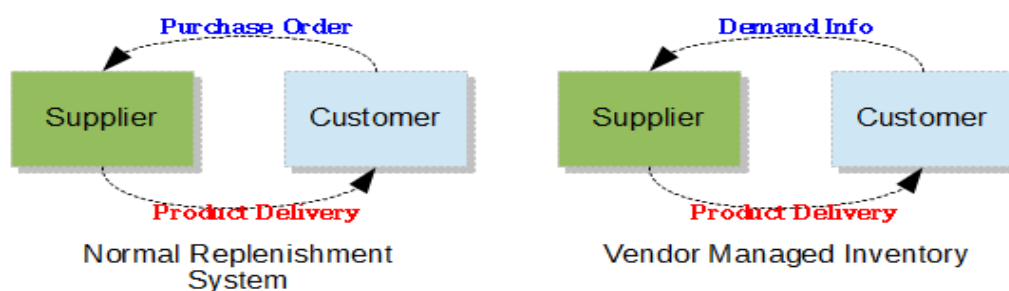 Purchase Order
Supplier
Customer
Product Delivery
Normal Replenishment
System
Demand Info
Supplier
Customer
Product Delivery
Vendor Managed Inventory